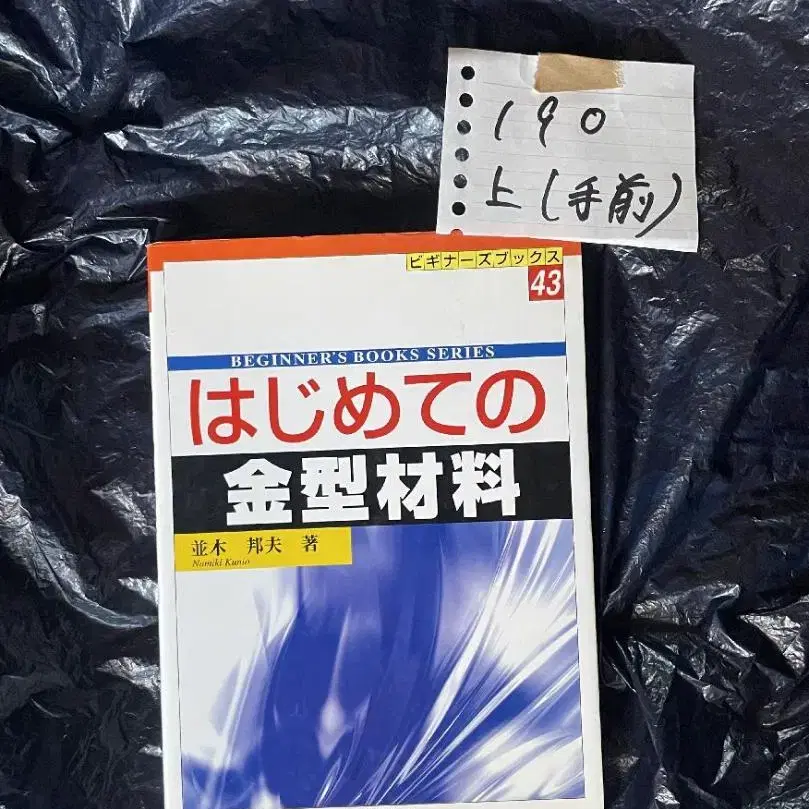 190
上(手前)
ビギナーズブックス
43
BEGINNER'S BOOKS SERIES
はじめての
金型材料
並木 邦夫 著
Namiki Kunio